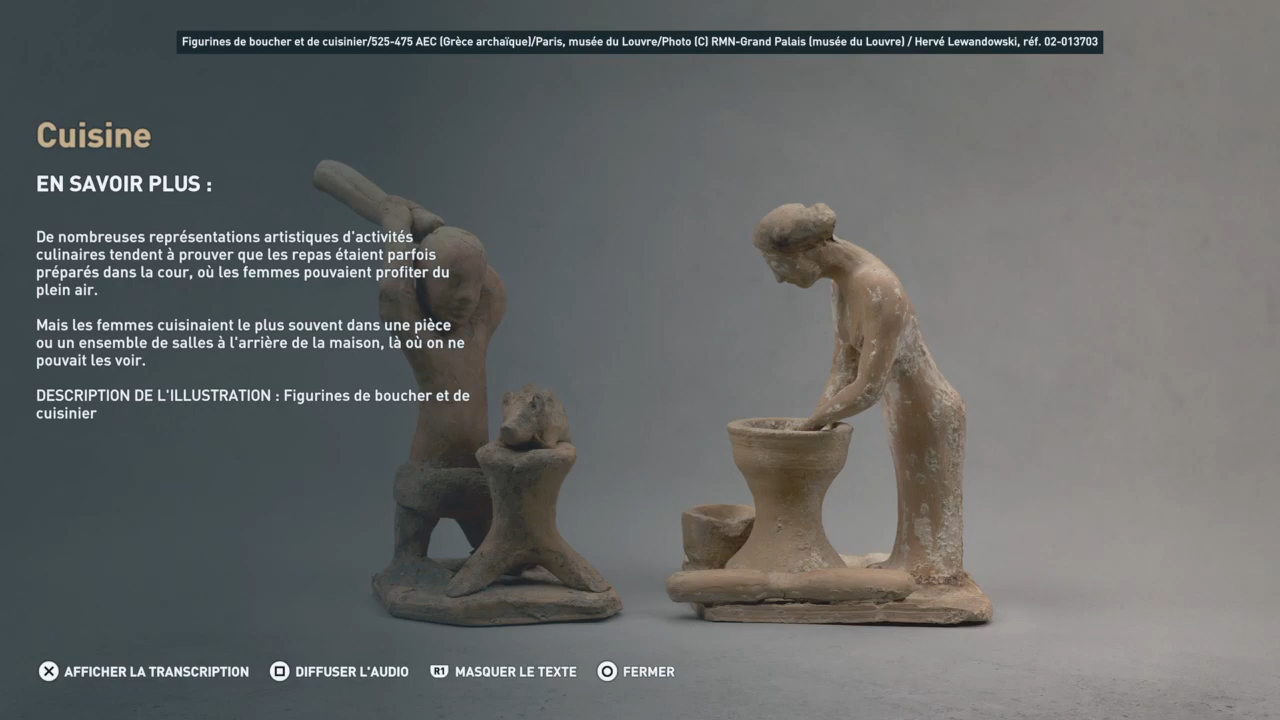 Figurines de boucher et de cuisinier/525-475 AEC (Grèce archaïque)/Paris, musée du Louvre/Photo (C) RMN-Grand Palais (musée du Louvre) / Hervé Lewandowski, réf. 02-013703
Cuisine
EN SAVOIR PLUS :
De nombreuses représentations artistiques d'activités
culinaires tendent à prouver que les repas étaient parfois
préparés dans la cour, où les femmes pouvaient profiter du
plein air.
Mais les femmes cuisinaient le plus souvent dans une pièce
ou un ensemble de salles à l'arrière de la maison, là où on ne
pouvait les voir.
DESCRIPTION DE L'ILLUSTRATION : Figurines de boucher et de
cuisinier
AFFICHER LA TRANSCRIPTION DIFFUSER L'AUDIO R1 MASQUER LE TEXTE FERMER